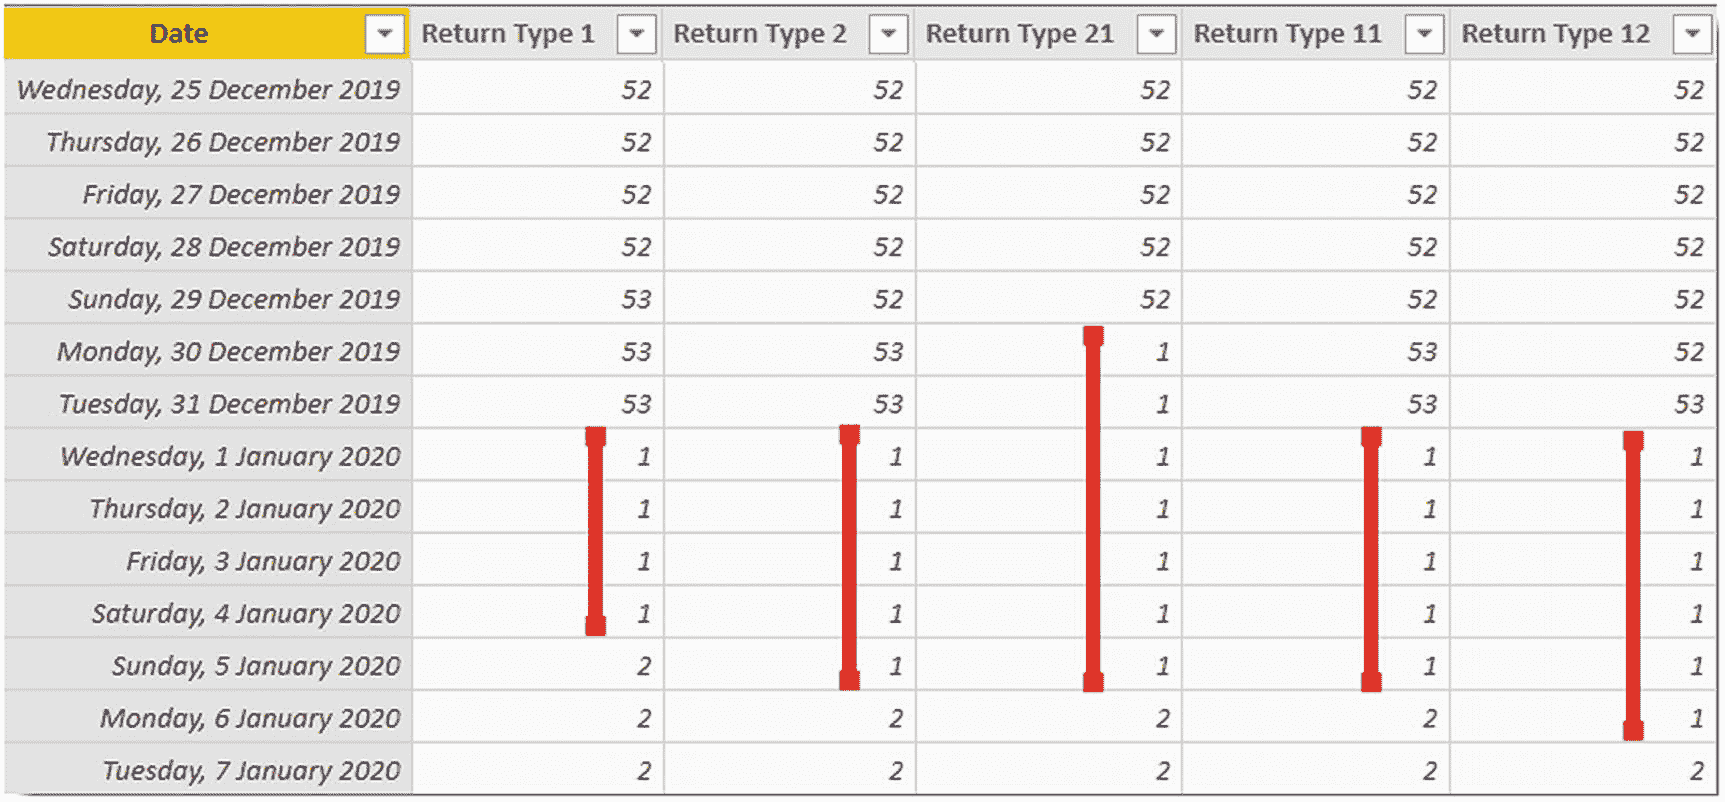 Date Return Type 1 Return Type 2 Return Type 21 Return Type 11 Return Type 12
Wednesday, 25 December 2019 52 52 52 52 52
Thursday, 26 December 2019 52 52 52 52 52
Friday, 27 December 2019 52 52 52 52 52
Saturday, 28 December 2019 52 52 52 52 52
Sunday, 29 December 2019 53 52 52 52 52
Monday, 30 December 2019 53 53 1 53 52
Tuesday, 31 December 2019 53 53 1 53 53
Wednesday, 1 January 2020 1 1 1 1 1
Thursday, 2 January 2020 1 1 1 1 1
Friday, 3 January 2020 1 1 1 1 1
Saturday, 4 January 2020 1 1 1 1 1
Sunday, 5 January 2020 2 1 1 1 1
Monday, 6 January 2020 2 2 2 2 1
Tuesday, 7 January 2020 2 2 2 2 2